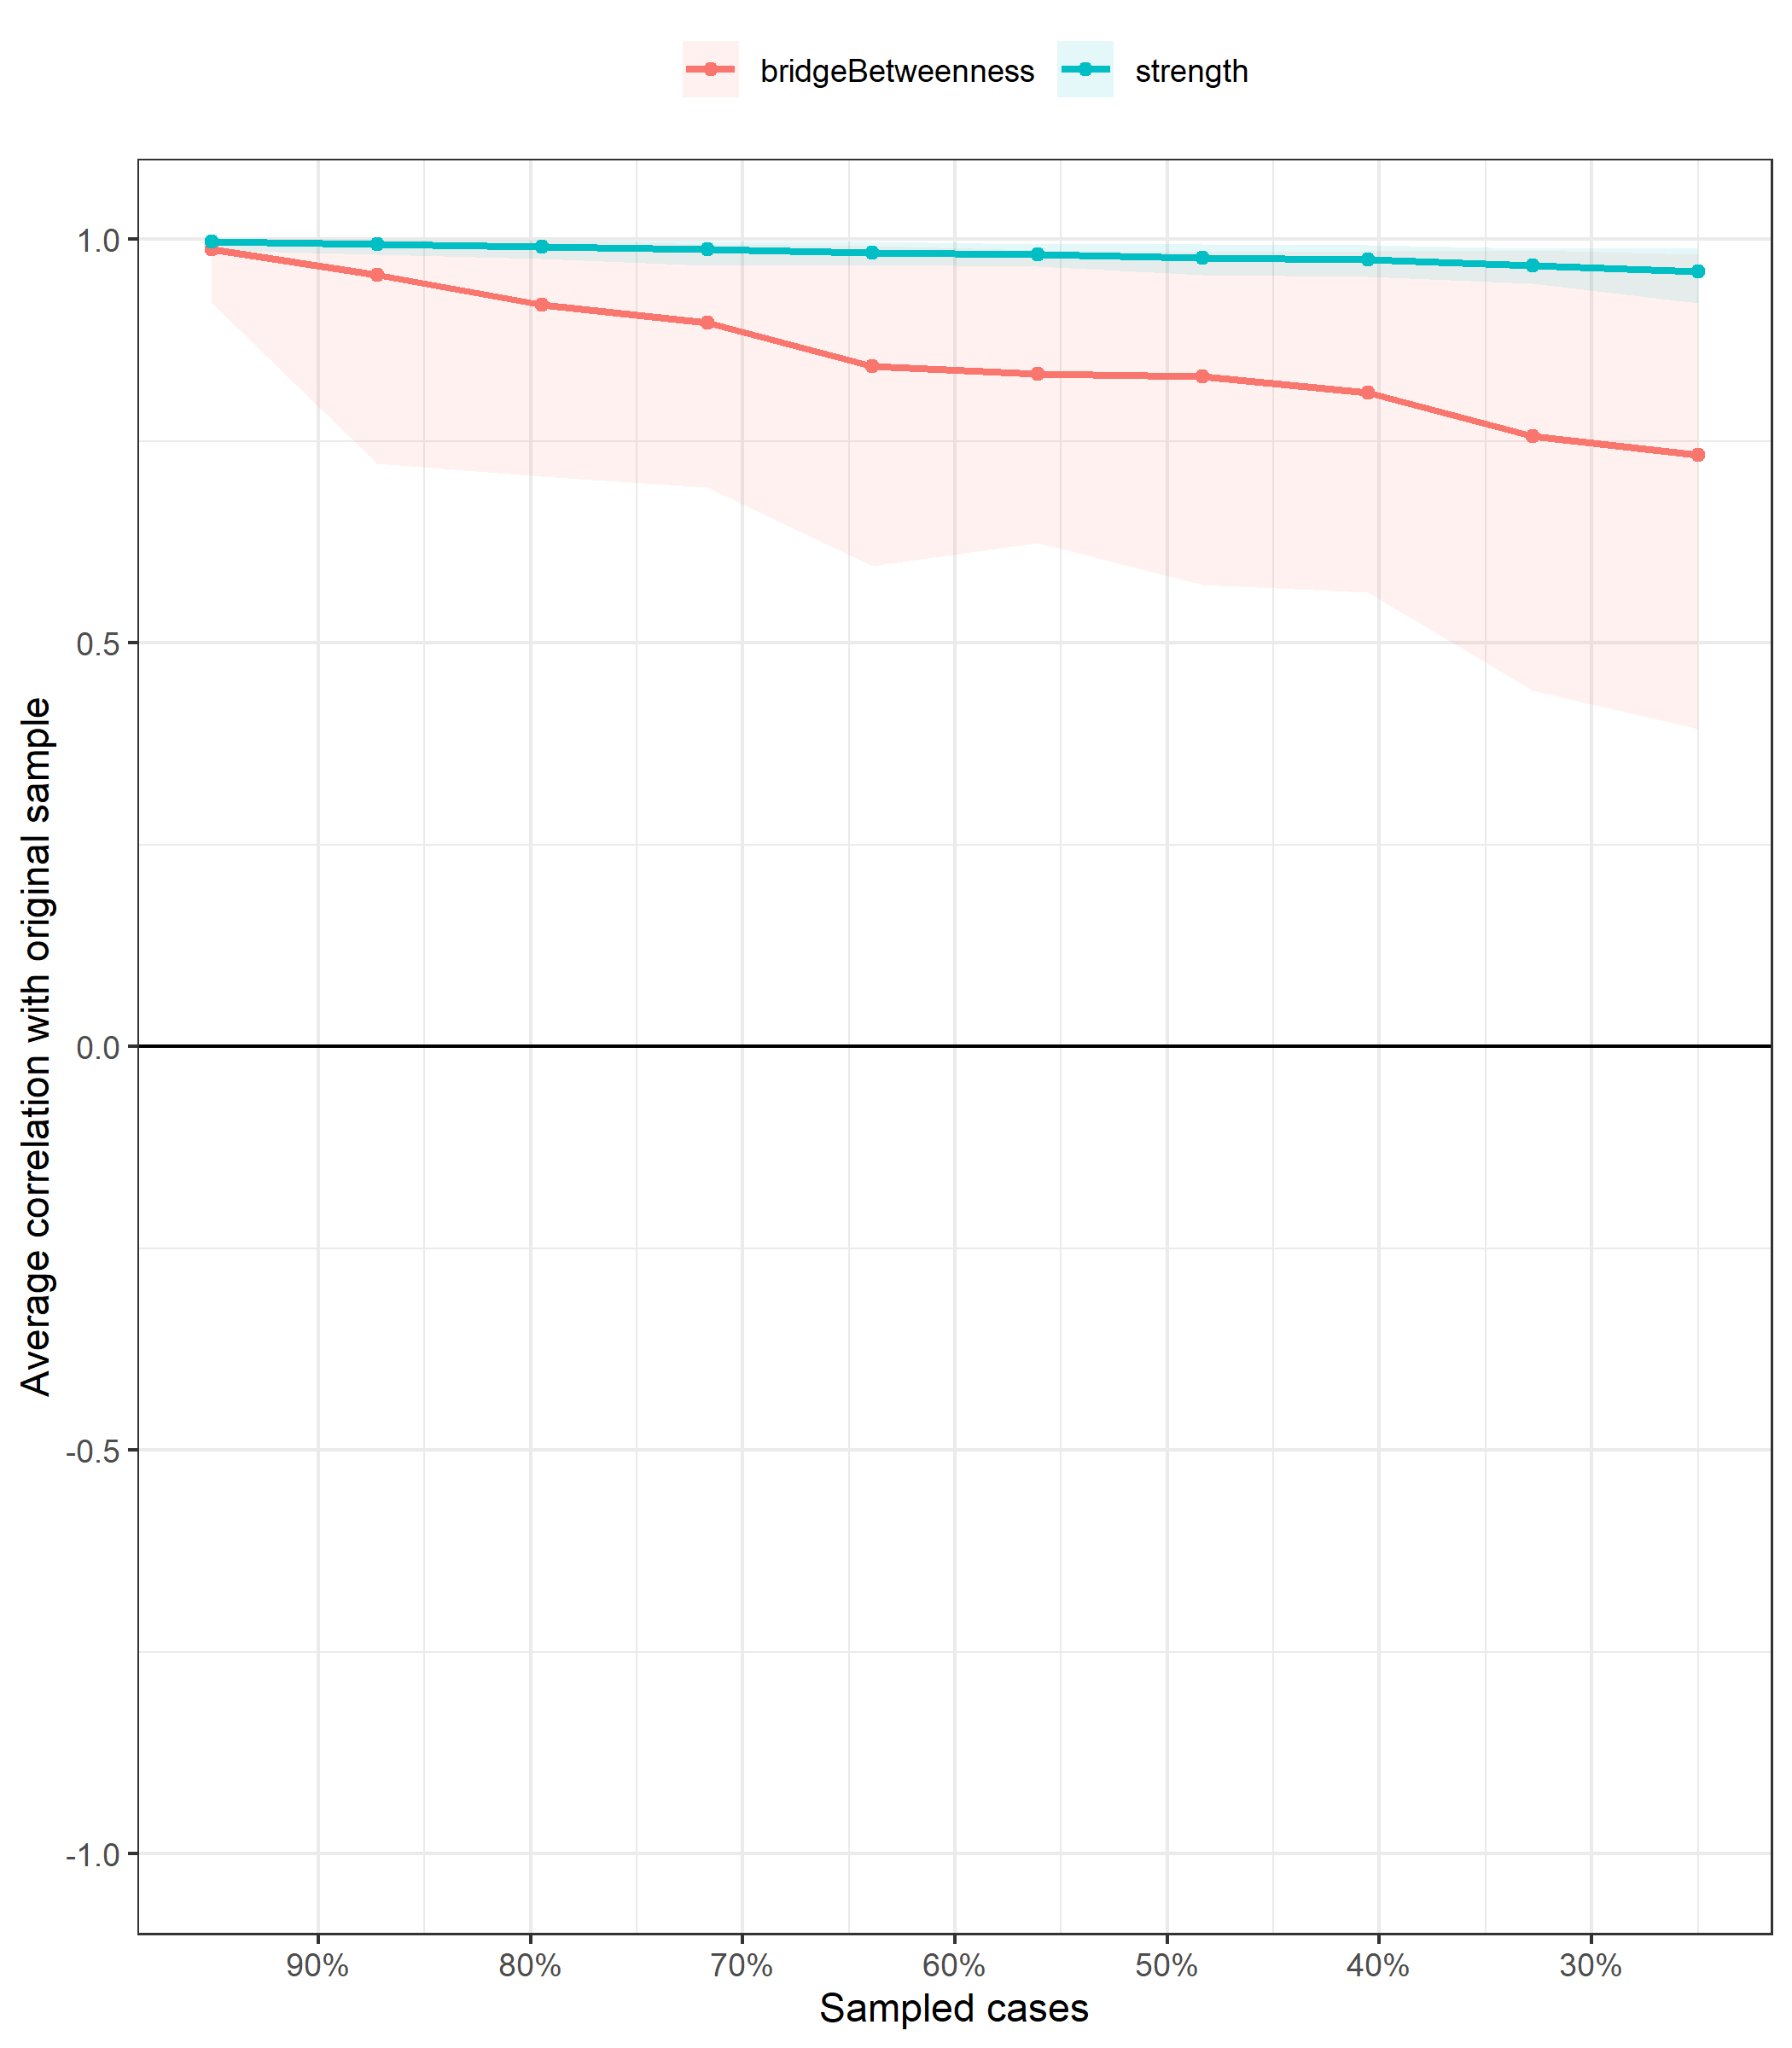 bridgeBetweenness strength
1.0
0.5
0.0
-0.5
-1.0
Average correlation with original sample
90% 80% 70% 60% 50% 40% 30%
Sampled cases